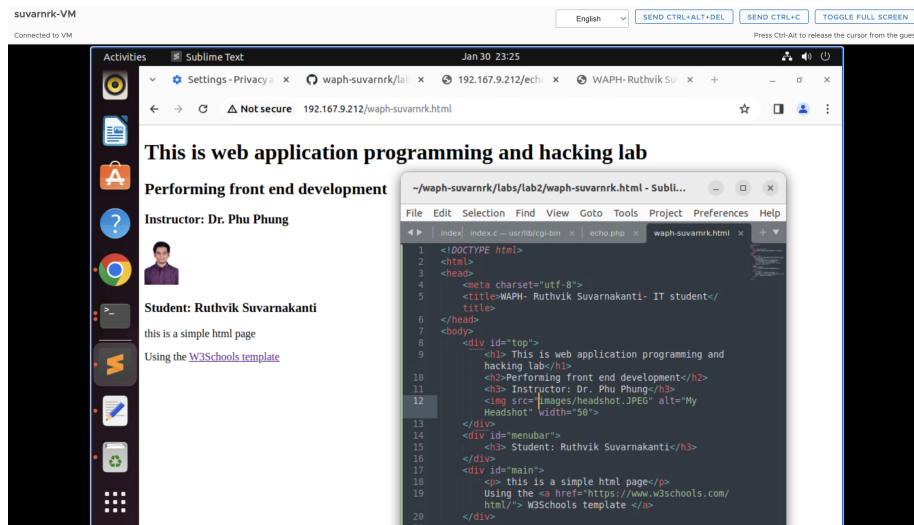 suvarnrk-VM
English
SEND CTRL+ALT+DEL
SEND CTRL+C
TOGGLE FULL SCREEN
Connected to VM
Press Ctrl-Alt to release the cursor from the gues
Activities
Sublime Text
Jan 30 23:25
Settings - Privacy a
waph-suvarnrk/la
192.167.9.212/ech
WAPH- Ruthvik Su
Not secure
192.167.9.212/waph-suvarnrk.html
This is web application programming and hacking lab
Performing front end development
Instructor: Dr. Phu Phung
Student: Ruthvik Suvarnakanti
this is a simple html page
Using the W3Schools template
~/waph-suvarnrk/labs/lab2/waph-suvarnrk.html - Subli...
File Edit Selection Find View Goto Tools Project Preferences Help
index
index.c — usr/lib/cgi-bin
echo.php
waph-suvarnrk.html
1 <!DOCTYPE html>
2 <html>
3 <head>
4 <meta charset="utf-8">
5 <title>WAPH- Ruthvik Suvarnakanti- IT student</
title>
6 </head>
7 <body>
8 <div id="top">
9 <h1> This is web application programming and
hacking lab</h1>
10 <h2>Performing front end development</h2>
11 <h3> Instructor: Dr. Phu Phung</h3>
12 <img src="images/headshot.JPEG" alt="My
Headshot" width="50">
13 </div>
14 <div id="menubar">
15 <h3> Student: Ruthvik Suvarnakanti</h3>
16 </div>
17 <div id="main">
18 <p> this is a simple html page</p>
19 Using the <a href="https://www.w3schools.com/
html/"> W3Schools template </a>
20 </div>